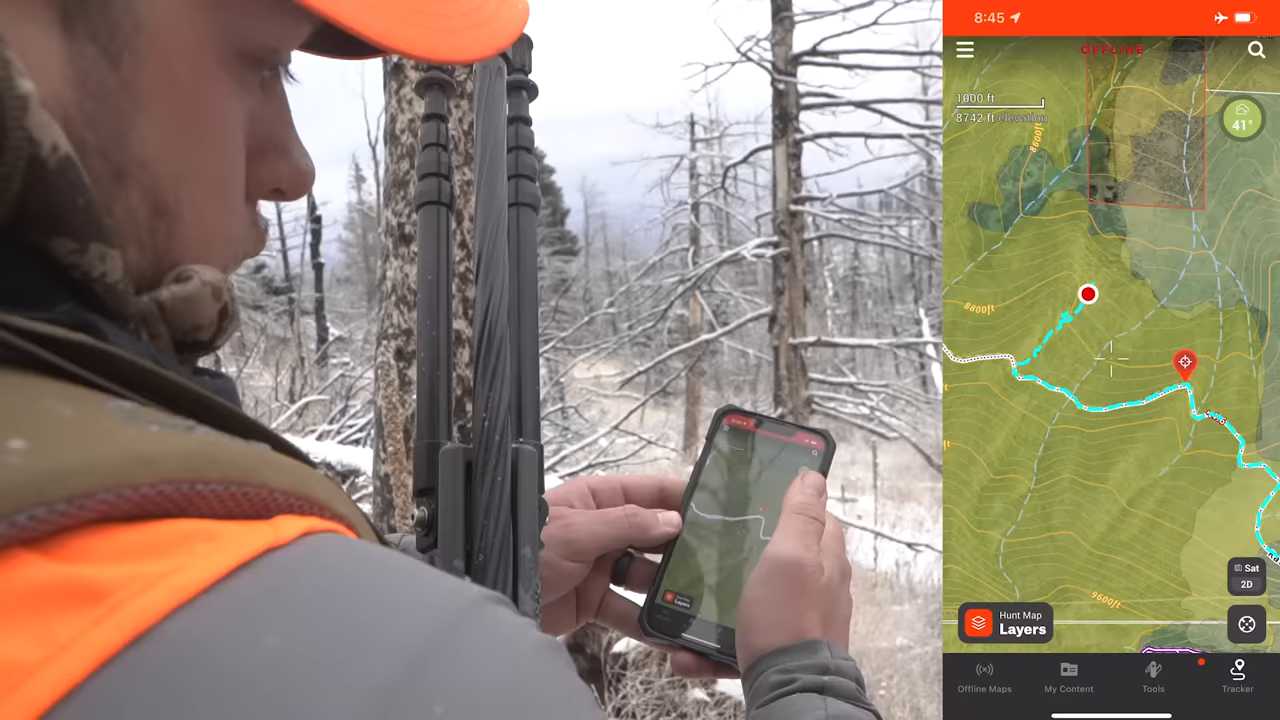 8:45
OFFLINE
1000 ft
8742 ft elevation
41°
8600ft
8800ft
9600ft
Sat
2D
Hunt Map
Layers
Offline Maps
My Content
Tools
Tracker
Layers